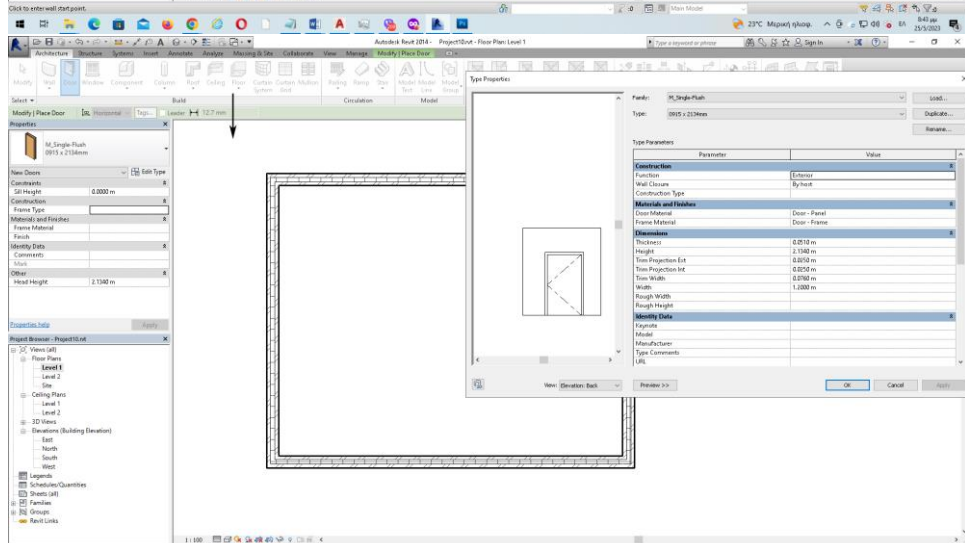 Click to enter wall start point.
:0
Main Model
23°C Μερική ηλιοφ.
EΛ
8:43 μμ
25/5/2023
Autodesk Revit 2014 - Project10.rvt - Floor Plan: Level 1
Type a keyword or phrase
Sign In
Architecture Structure Systems Insert Annotate Analyze Massing & Site Collaborate View Manage Modify | Place Door
Modify Wall Door Window Component Column Roof Ceiling Floor Curtain System Curtain Grid Mullion Railing Ramp Stair Model Text Model Line Model Group
Select Build Circulation Model
Modify | Place Door Horizontal Tags... Leader 12.7 mm
Properties
M_Single-Flush
0915 x 2134mm
New Doors Edit Type
Constraints
Sill Height 0.0000 m
Construction
Frame Type
Materials and Finishes
Frame Material
Finish
Identity Data
Comments
Mark
Other
Head Height 2.1340 m
Properties help Apply
Project Browser - Project10.rvt
Views (all)
Floor Plans
Level 1
Level 2
Site
Ceiling Plans
Level 1
Level 2
3D Views
Elevations (Building Elevation)
East
North
South
West
Legends
Schedules/Quantities
Sheets (all)
Families
Groups
Revit Links
1 : 100
Type Properties
Family: M_Single-Flush Load...
Type: 0915 x 2134mm Duplicate...
Rename...
Type Parameters
Parameter Value
Construction
Function Exterior
Wall Closure By host
Construction Type
Materials and Finishes
Door Material Door - Panel
Frame Material Door - Frame
Dimensions
Thickness 0.0510 m
Height 2.1340 m
Trim Projection Ext 0.0250 m
Trim Projection Int 0.0250 m
Trim Width 0.0760 m
Width 1.2000 m
Rough Width
Rough Height
Identity Data
Keynote
Model
Manufacturer
Type Comments
URL
View: Elevation: Back Preview >> OK Cancel Apply